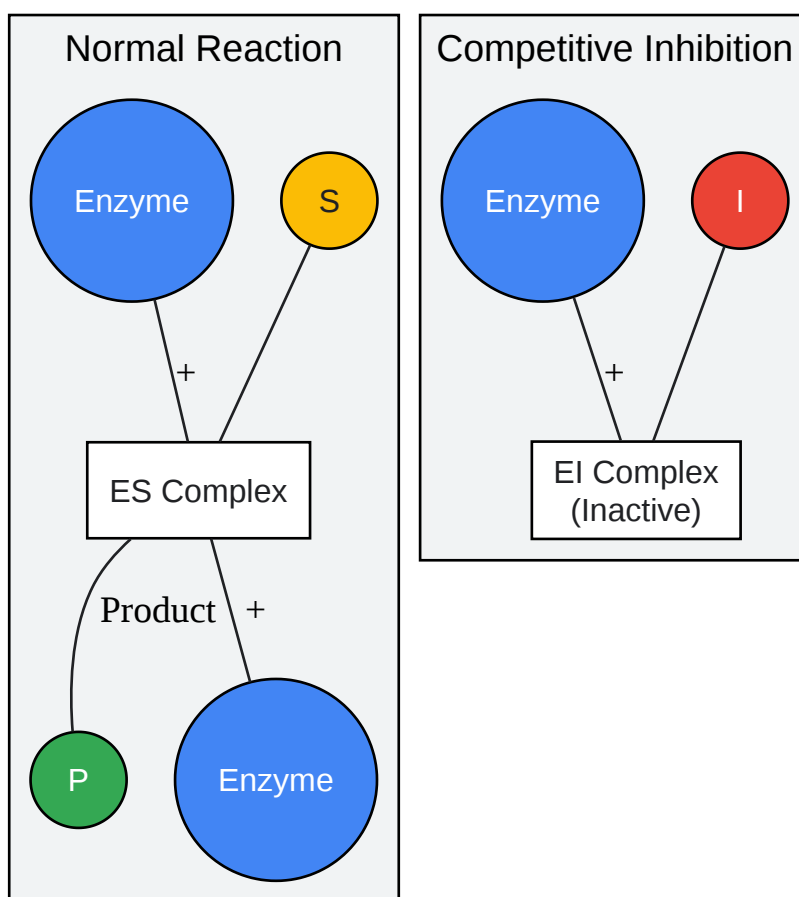 Normal Reaction
Enzyme
S
+
ES Complex
Product
+
P
Enzyme
Competitive Inhibition
Enzyme
I
+
EI Complex
(Inactive)